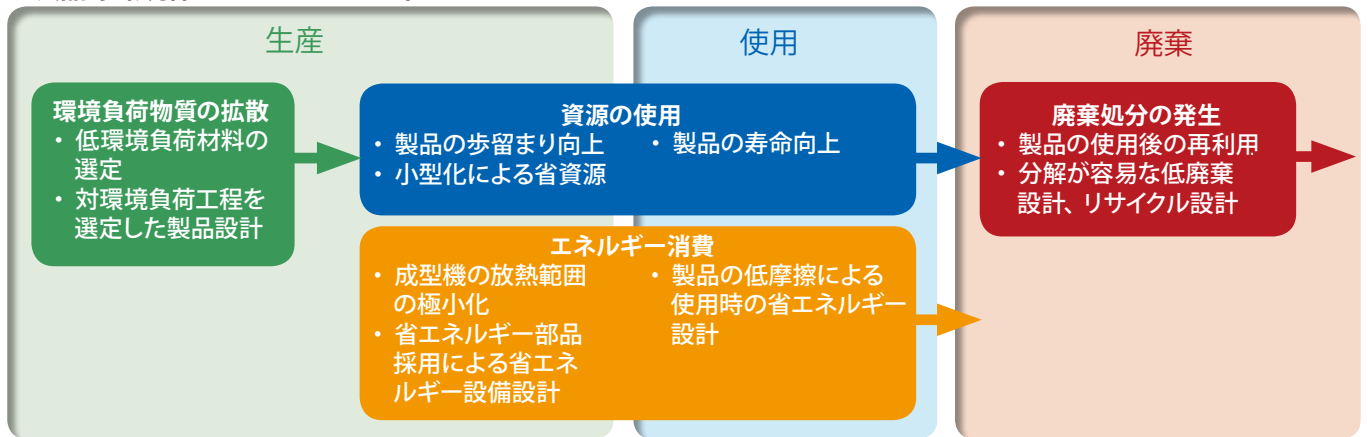 生産
環境負荷物質の拡散
・ 低環境負荷材料の
選定
・ 対環境負荷工程を
選定した製品設計
使用
資源の使用
・ 製品の歩留まり向上
・ 小型化による省資源
・ 製品の寿命向上
エネルギー消費
・ 成型機の放熱範囲
の極小化
・ 省エネルギー部品
採用による省エネ
ルギー設備設計
・ 製品の低摩擦による
使用時の省エネルギー
設計
廃棄
廃棄処分の発生
・ 製品の使用後の再利用
・ 分解が容易な低廃棄
設計、リサイクル設計